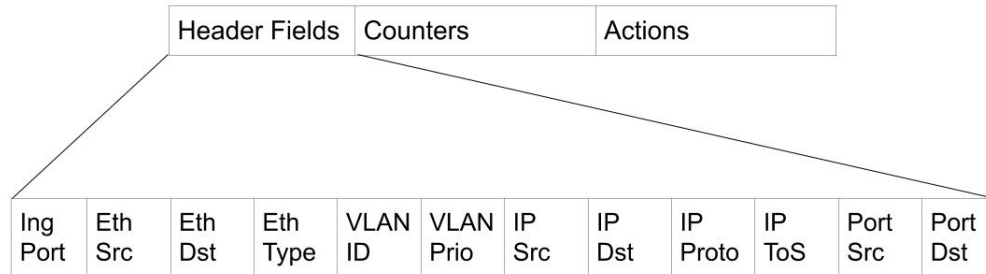 Header Fields Counters Actions
Ing Eth Eth Eth VLAN VLAN IP IP IP IP Port Port
Port Src Dst Type ID Prio Src Dst Proto ToS Src Dst